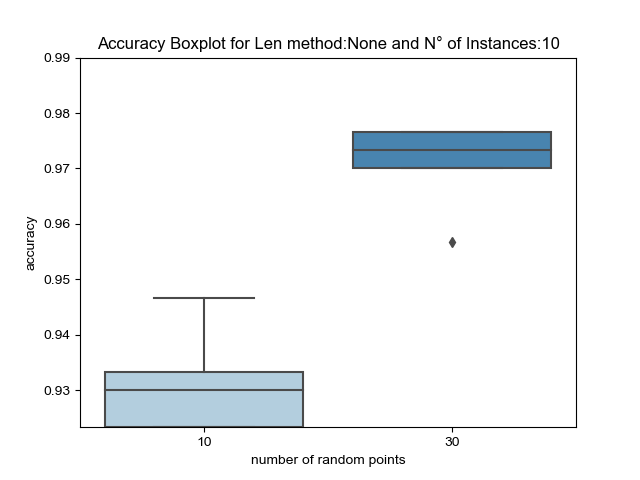 Accuracy Boxplot for Len method:None and N° of Instances:10
0.99
0.98
0.97
0.96
0.95
0.94
0.93
accuracy
10 30
number of random points